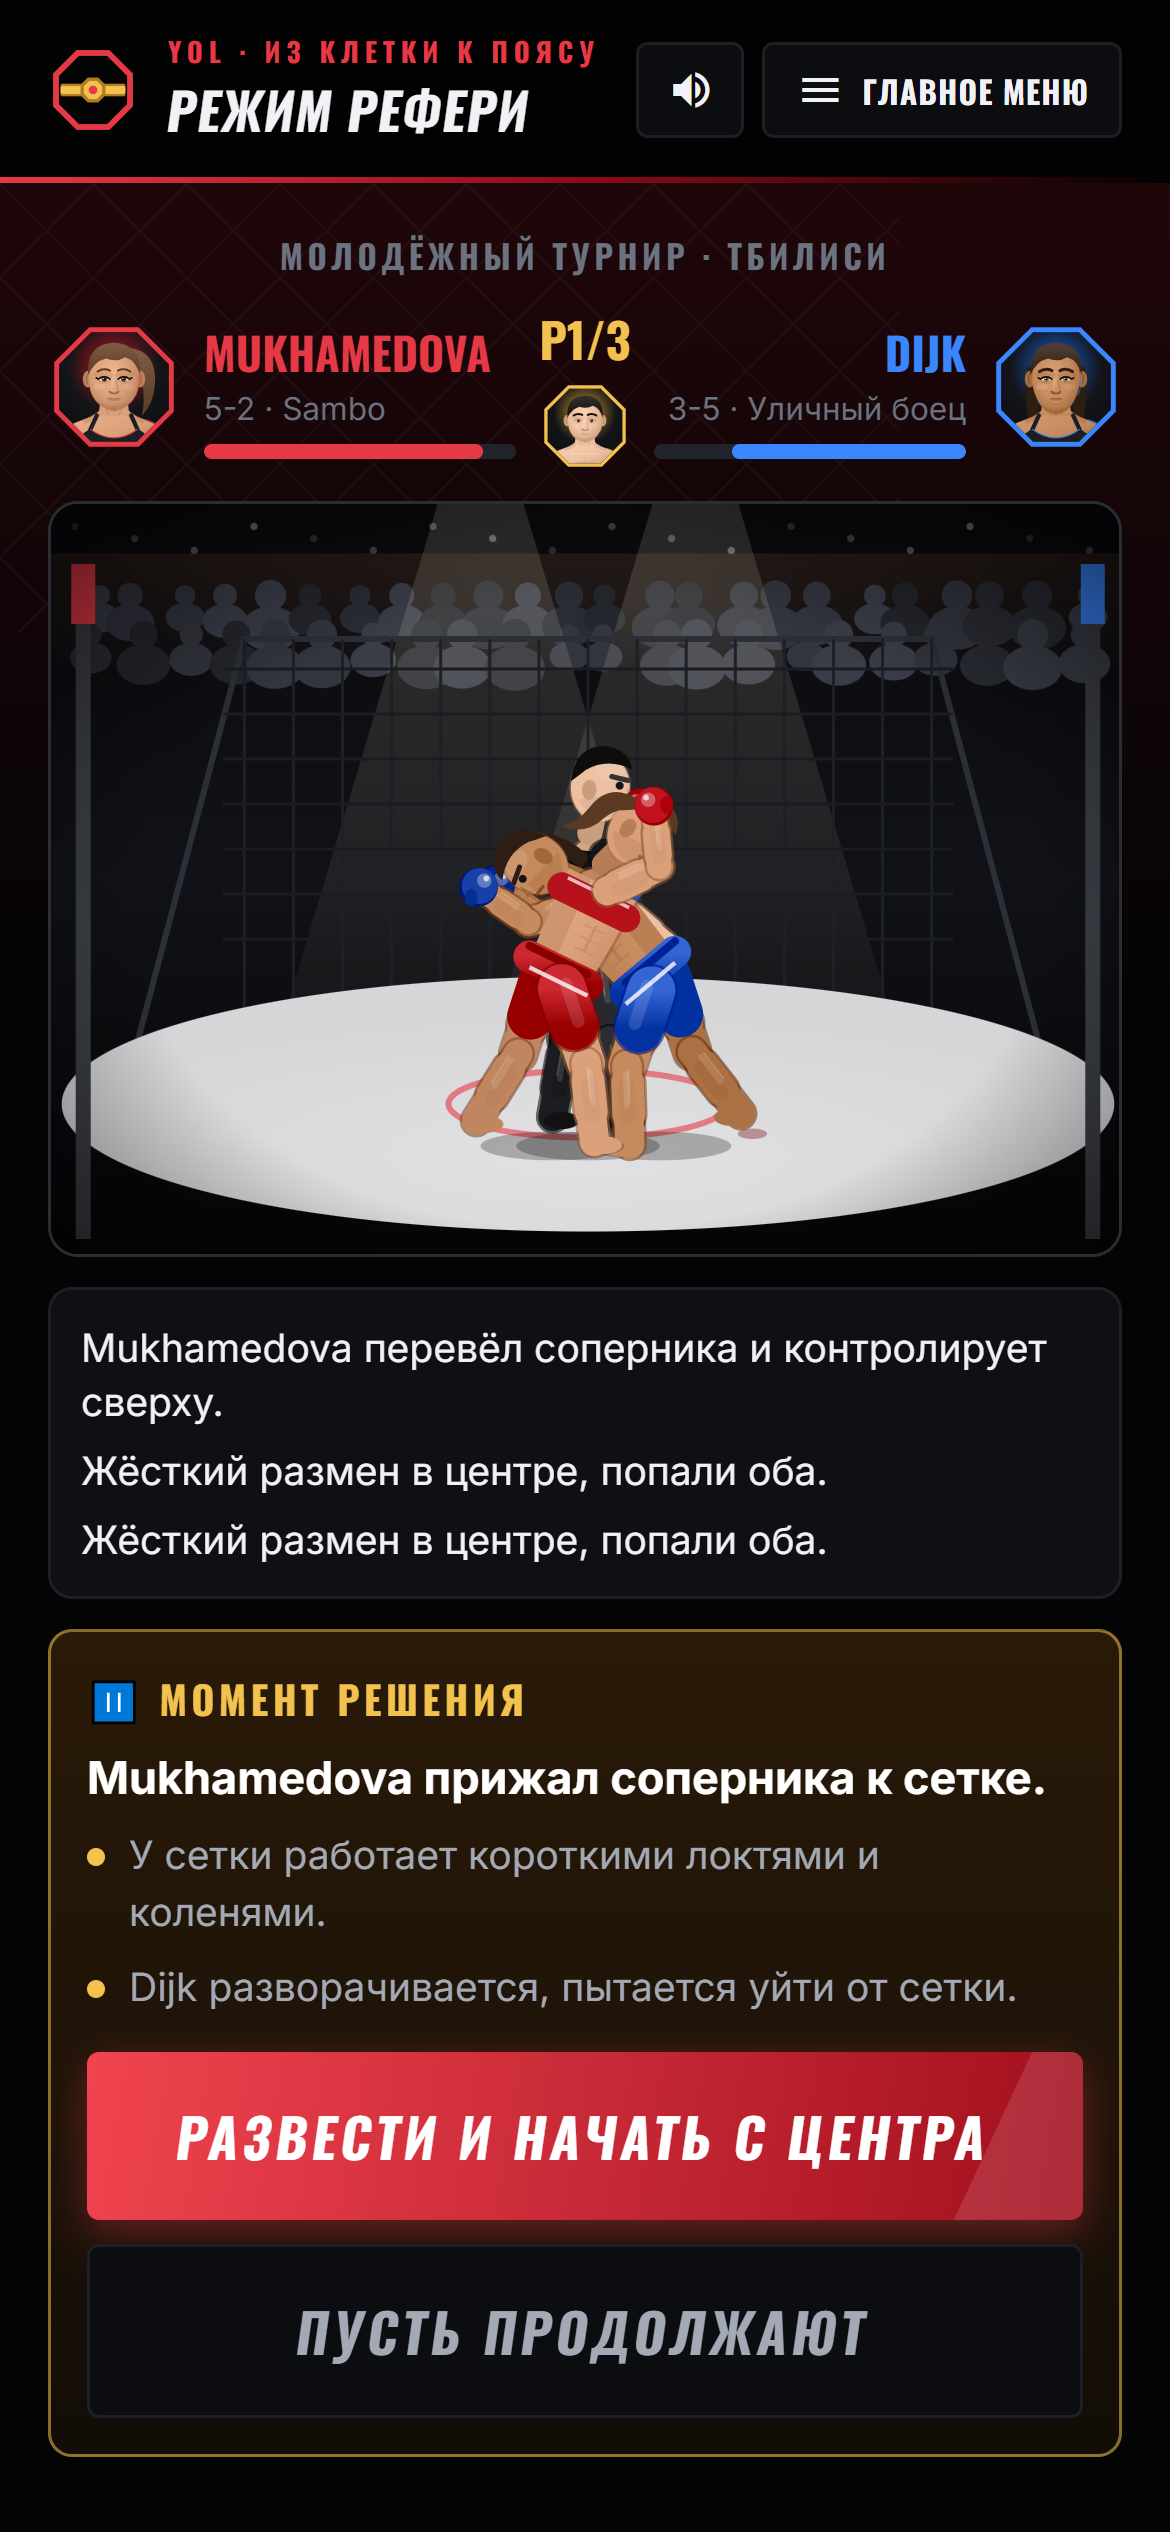 YOL · ИЗ КЛЕТКИ К ПОЯСУ
РЕЖИМ РЕФЕРИ
ГЛАВНОЕ МЕНЮ
МОЛОДЁЖНЫЙ ТУРНИР · ТБИЛИСИ
MUKHAMEDOVA
5-2 · Sambo
P1/3
DIJK
3-5 · Уличный боец
Mukhamedova перевёл соперника и контролирует
сверху.
Жёсткий размен в центре, попали оба.
Жёсткий размен в центре, попали оба.
МОМЕНТ РЕШЕНИЯ
Mukhamedova прижал соперника к сетке.
У сетки работает короткими локтями и
коленями.
Dijk разворачивается, пытается уйти от сетки.
РАЗВЕСТИ И НАЧАТЬ С ЦЕНТРА
ПУСТЬ ПРОДОЛЖАЮТ